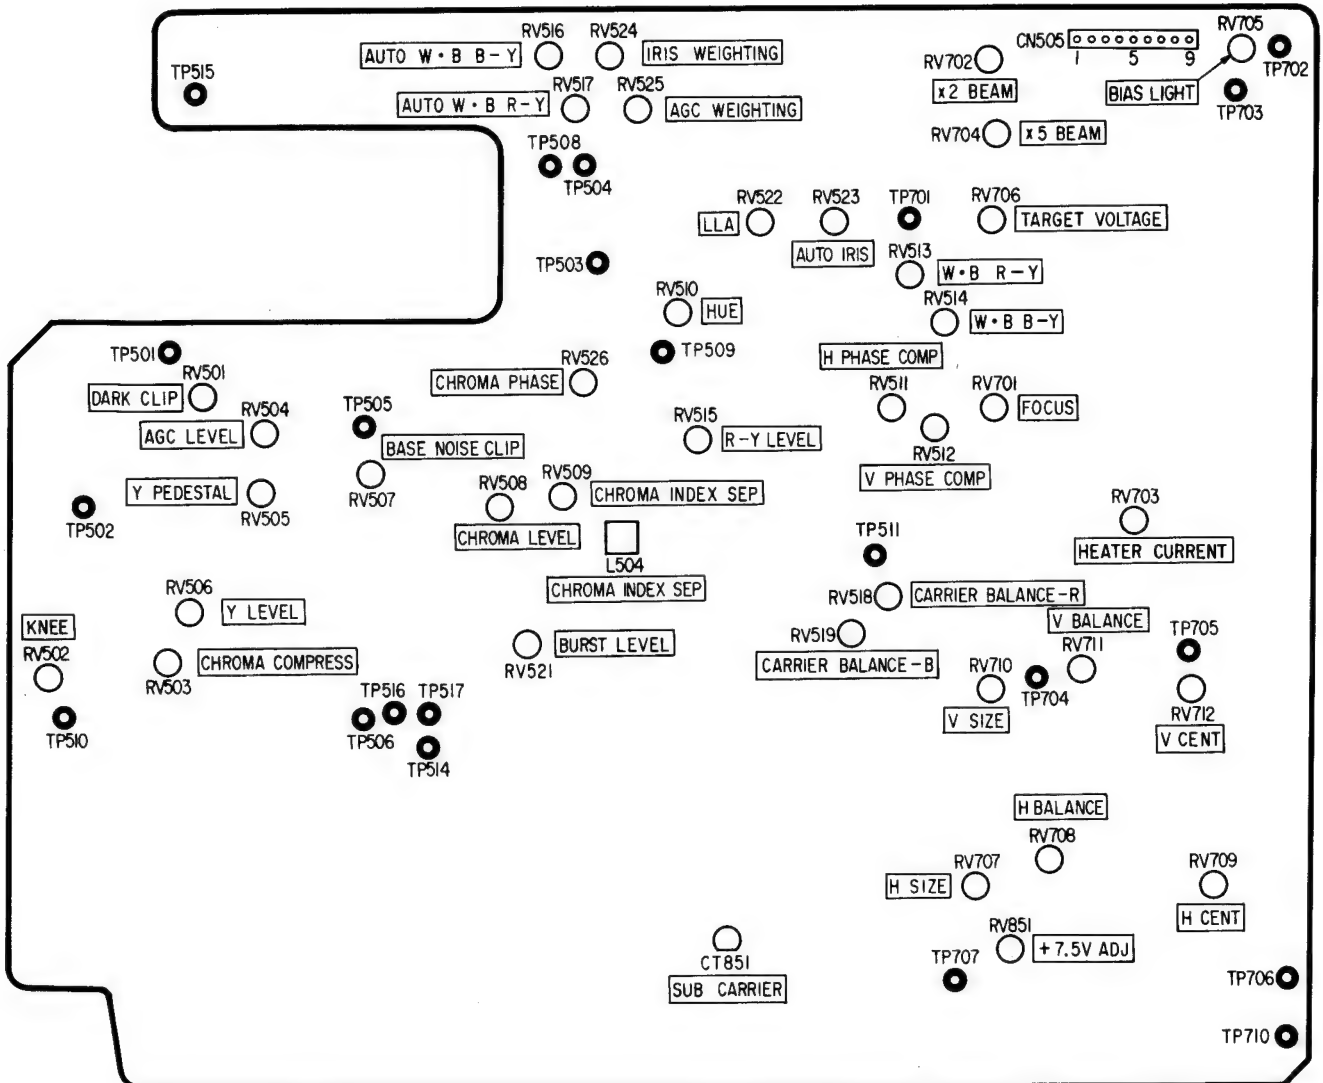 RV516
RV524
AUTO W•B B-Y
IRIS WEIGHTING
TP515
RV517
RV525
AUTO W•B R-Y
AGC WEIGHTING
TP508
TP504
CN505
1 5 9
RV705
TP702
RV702
x2 BEAM
BIAS LIGHT
TP703
RV704
x5 BEAM
RV522
RV523
TP701
RV706
LLA
TARGET VOLTAGE
AUTO IRIS
TP503
RV513
W•B R-Y
RV510
HUE
RV514
W•B B-Y
TP501
TP509
H PHASE COMP
RV501
DARK CLIP
RV526
CHROMA PHASE
RV511
RV701
FOCUS
RV504
AGC LEVEL
TP505
BASE NOISE CLIP
RV515
R-Y LEVEL
RV512
V PHASE COMP
Y PEDESTAL
RV505
RV507
RV508
RV509
CHROMA INDEX SEP
TP502
CHROMA LEVEL
L504
CHROMA INDEX SEP
RV703
HEATER CURRENT
TP511
RV506
Y LEVEL
RV518
CARRIER BALANCE-R
KNEE
RV502
RV503
CHROMA COMPRESS
RV521
BURST LEVEL
RV519
CARRIER BALANCE-B
V BALANCE
RV711
TP705
RV710
TP704
V SIZE
RV712
V CENT
TP510
TP516
TP517
TP506
TP514
H BALANCE
RV708
RV707
H SIZE
RV709
H CENT
RV851
+7.5V ADJ
CT851
SUB CARRIER
TP707
TP706
TP710